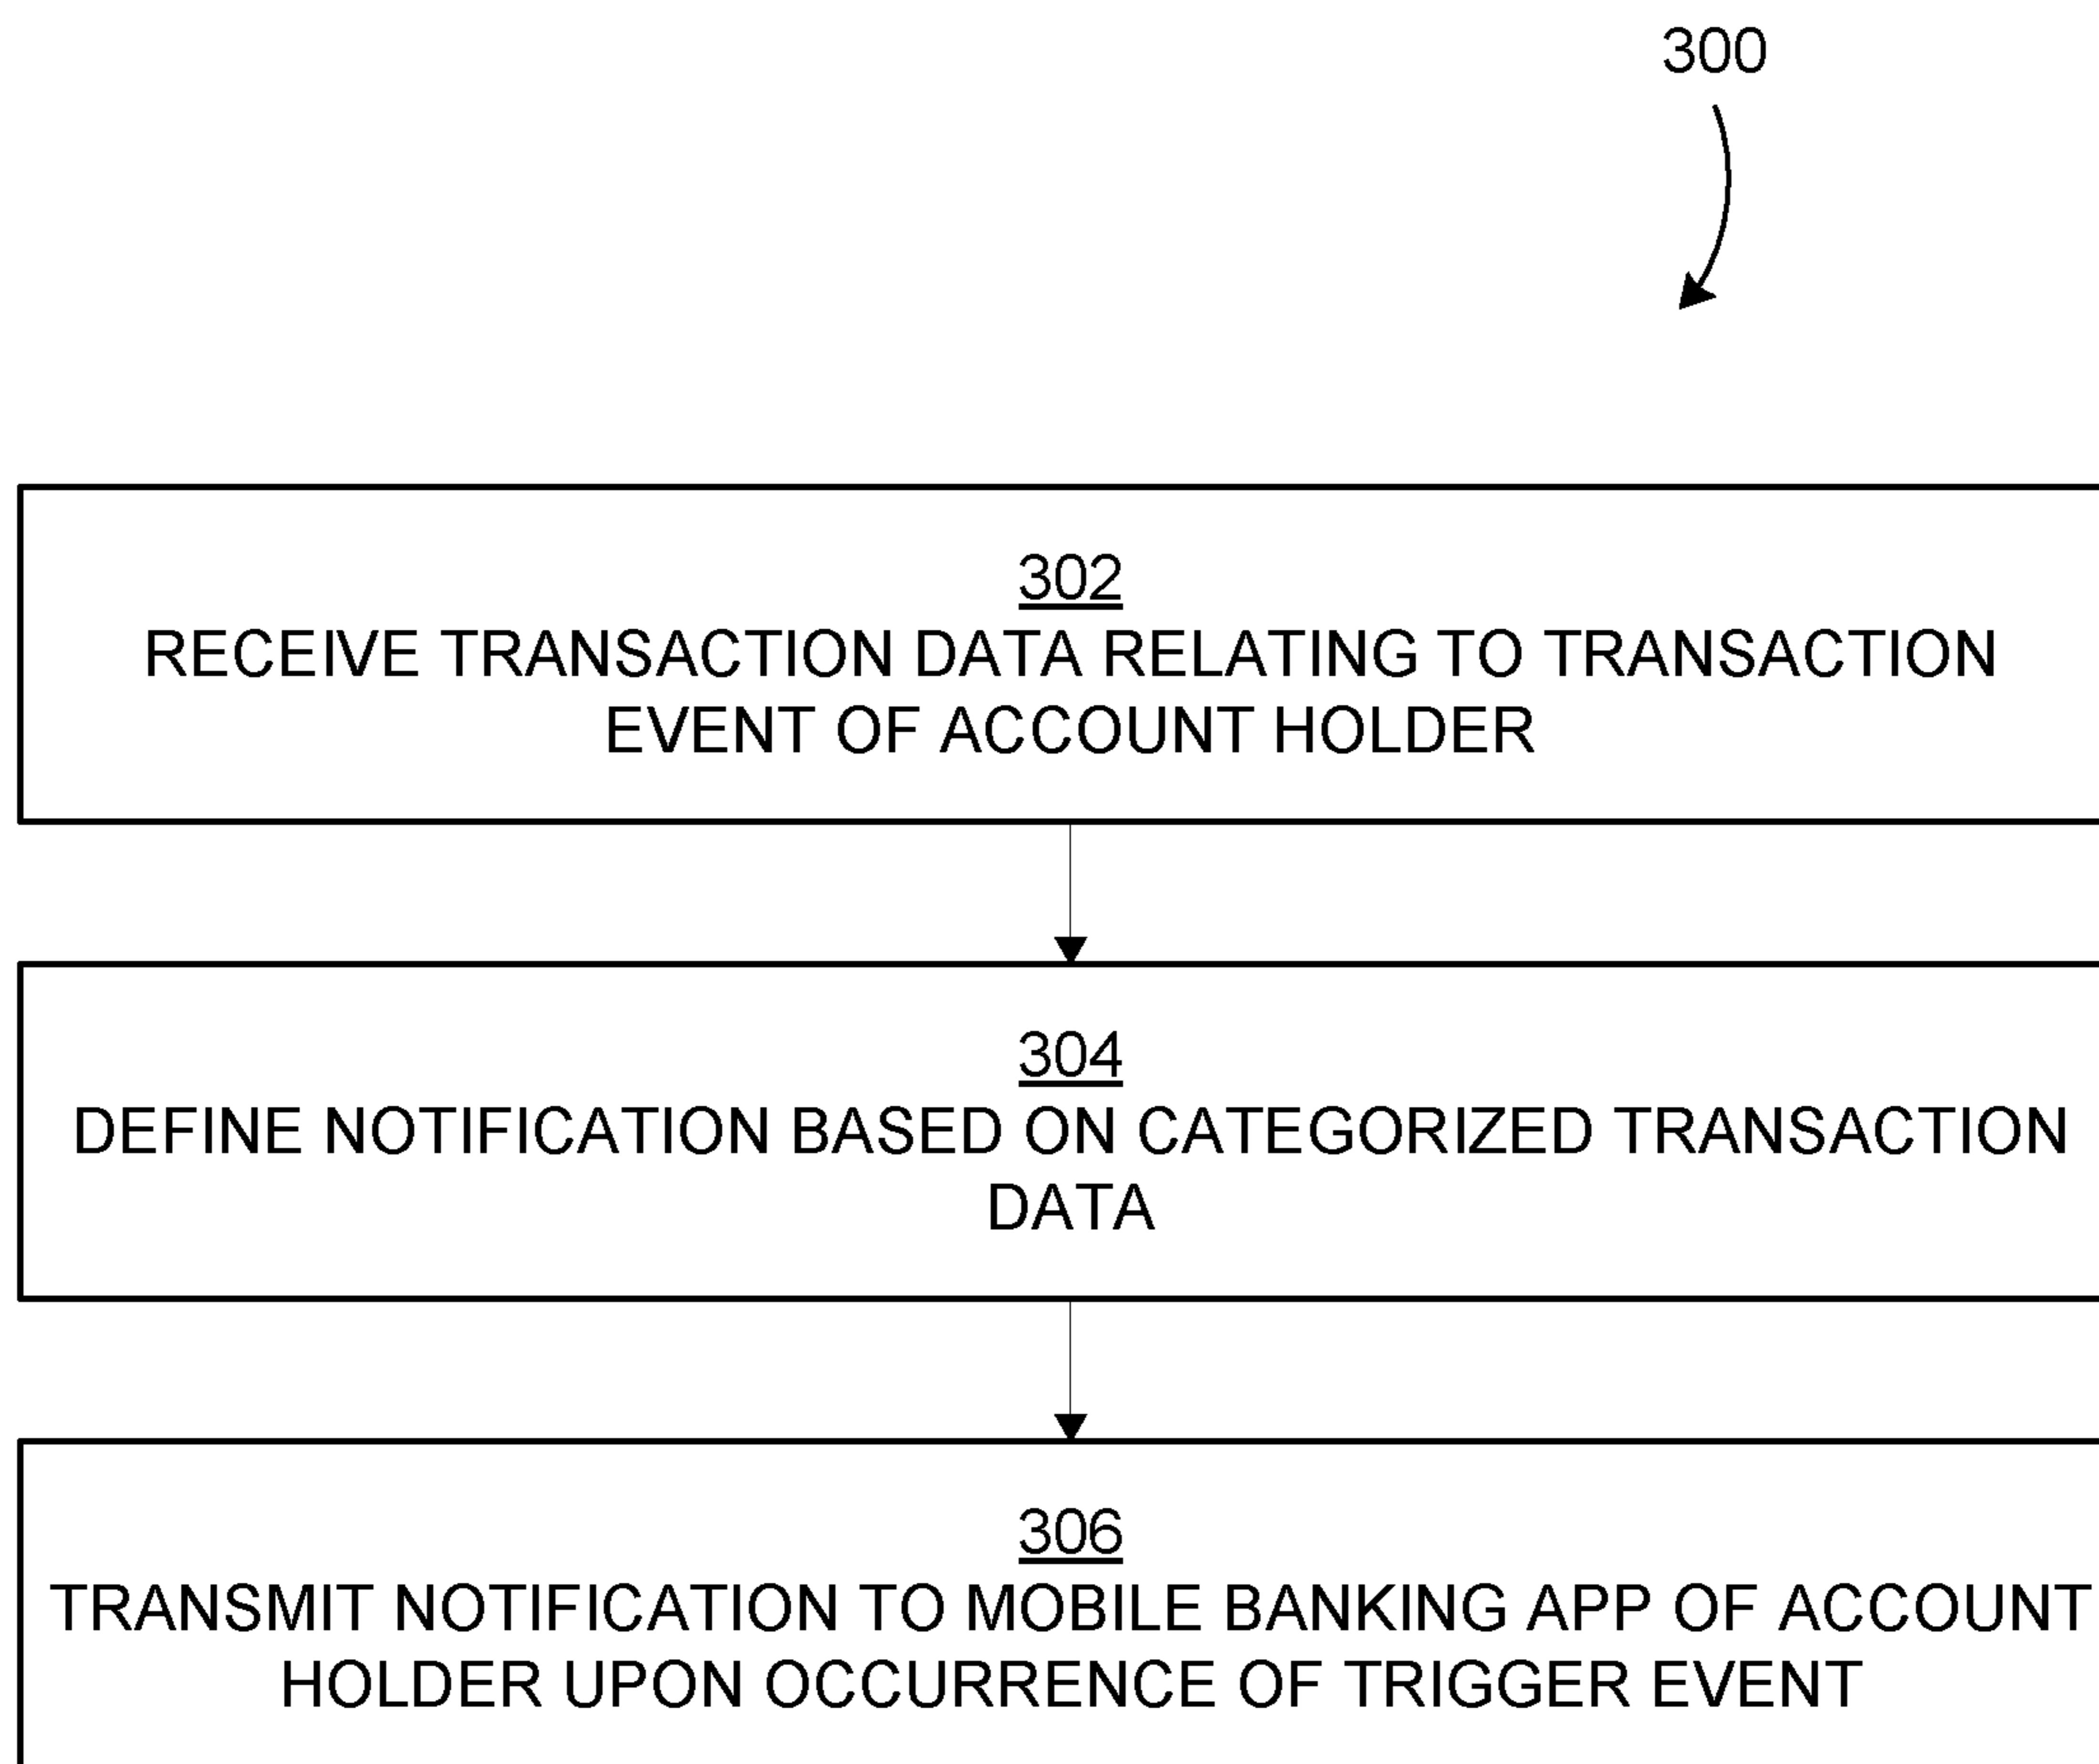 300
302
RECEIVE TRANSACTION DATA RELATING TO TRANSACTION
EVENT OF ACCOUNT HOLDER
304
DEFINE NOTIFICATION BASED ON CATEGORIZED TRANSACTION
DATA
306
TRANSMIT NOTIFICATION TO MOBILE BANKING APP OF ACCOUNT
HOLDER UPON OCCURRENCE OF TRIGGER EVENT